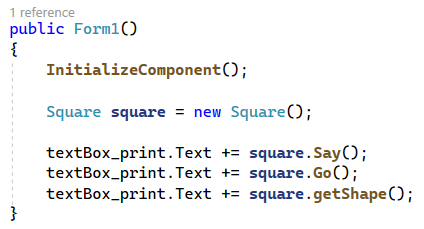 1 reference
public Form1()
{
InitializeComponent();
Square square = new Square();
textBox_print.Text += square.Say();
textBox_print.Text += square.Go();
textBox_print.Text += square.getShape();
}